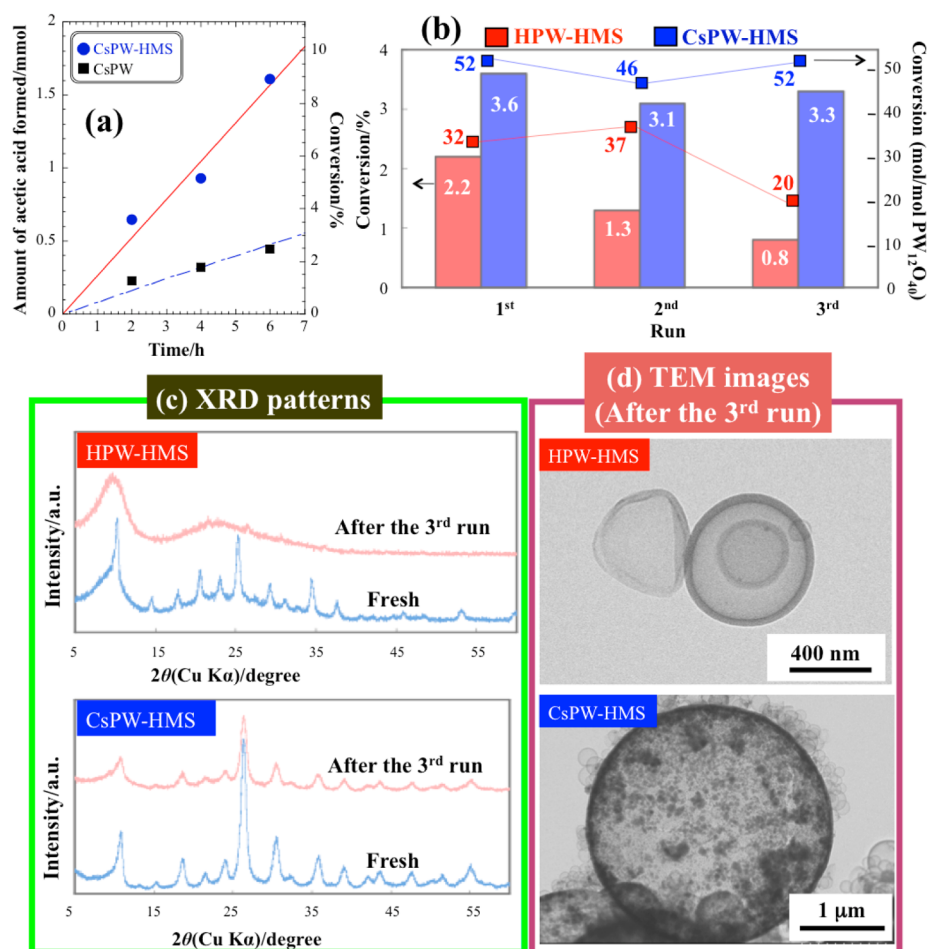 (a)
CsPW-HMS
CsPW
Amount of acetic acid formed/mmol
2
1.5
1
0.5
0
10
8
6
4
2
0
Conversion/%
0 1 2 3 4 5 6 7
Time/h
(b)
HPW-HMS CsPW-HMS
Conversion/%
4
3
2
1
0
52 46 52
32 37 20
2.2 3.6 1.3 3.1 0.8 3.3
50
40
30
20
10
0
Conversion (mol/mol PW12O40)
1st 2nd 3rd
Run
(c) XRD patterns
HPW-HMS
Intensity/a.u.
After the 3rd run
Fresh
5 15 25 35 45 55
2θ(Cu Kα)/degree
CsPW-HMS
Intensity/a.u.
After the 3rd run
Fresh
5 15 25 35 45 55
2θ(Cu Kα)/degree
(d) TEM images
(After the 3rd run)
HPW-HMS
400 nm
CsPW-HMS
1 μm